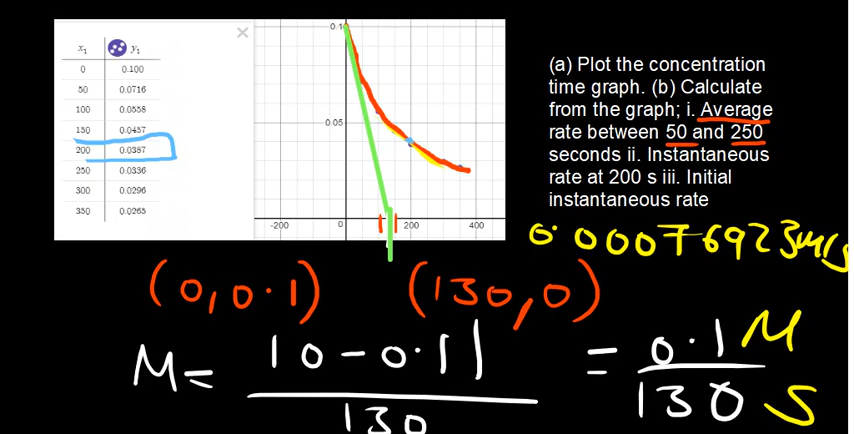 x₁ y₁
0 0.100
50 0.0716
100 0.0558
150 0.0457
200 0.0387
250 0.0336
300 0.0296
350 0.0265
0.1
0.05
-200 0 200 400
(a) Plot the concentration
time graph. (b) Calculate
from the graph; i. Average
rate between 50 and 250
seconds ii. Instantaneous
rate at 200 s iii. Initial
instantaneous rate
0.00076923M/s
(0,0.1) (130,0)
M= |0-0.1| = 0.1 M
130 130 S